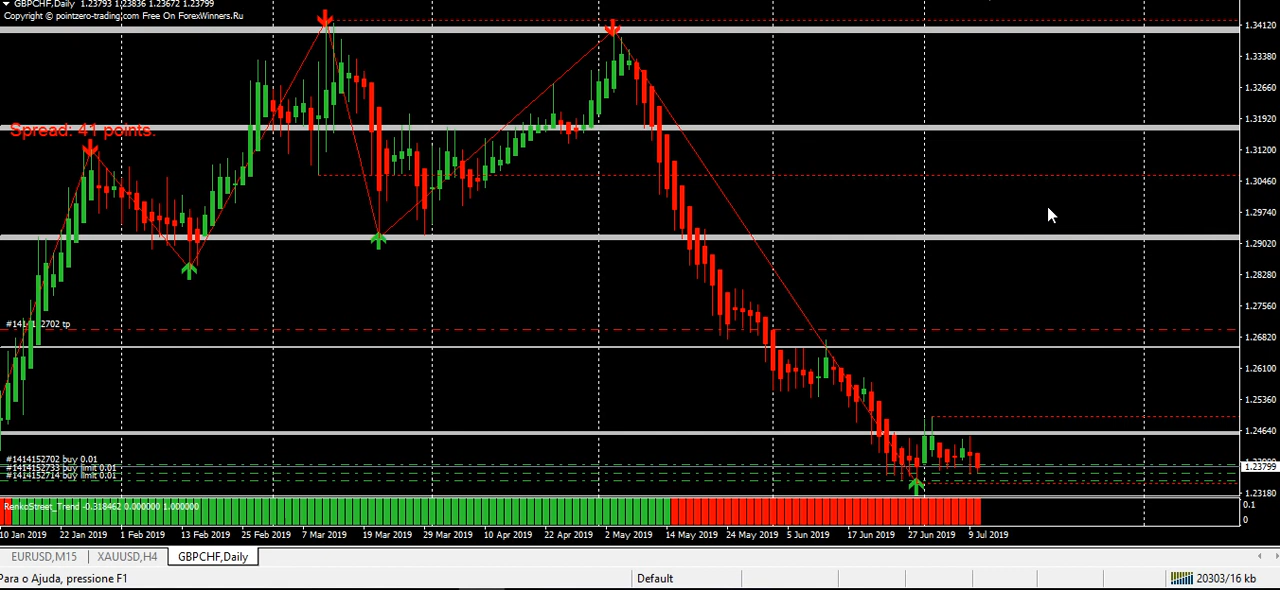 GBPCHF,Daily 1.23793 1.23836 1.23672 1.23799
Copyright © pointzero-trading.com Free On ForexWinners.Ru
1.34120
1.33380
1.32660
1.31920
Spread: 41 points.
1.31200
1.30460
1.29740
1.29020
1.28280
1.27560
#1414152702 tp
1.26820
1.26100
1.25360
1.24640
#1414152702 buy 0.01
#1414152733 buy limit 0.01
1.23799
#1414152714 buy limit 0.01
1.23180
RenkoStreet_Trend -0.318462 0.000000 1.000000
0.1
0
10 Jan 2019 22 Jan 2019 1 Feb 2019 13 Feb 2019 25 Feb 2019 7 Mar 2019 19 Mar 2019 29 Mar 2019 10 Apr 2019 22 Apr 2019 2 May 2019 14 May 2019 24 May 2019 5 Jun 2019 17 Jun 2019 27 Jun 2019 9 Jul 2019
EURUSD,M15 XAUUSD,H4 GBPCHF,Daily
Para o Ajuda, pressione F1 Default 20303/16 kb